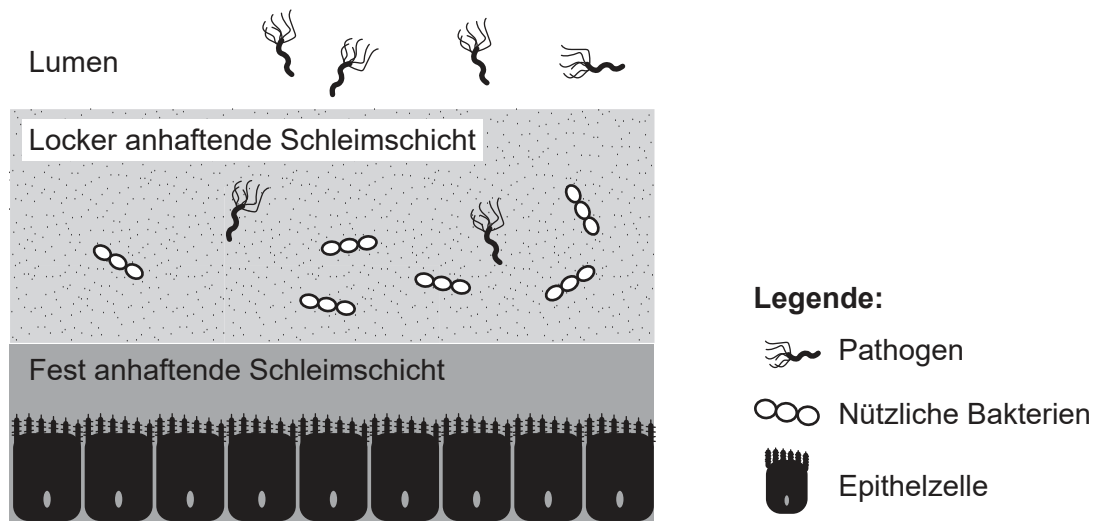 Lumen
Locker anhaftende Schleimschicht
Fest anhaftende Schleimschicht
Legende:
Pathogen
Nützliche Bakterien
Epithelzelle